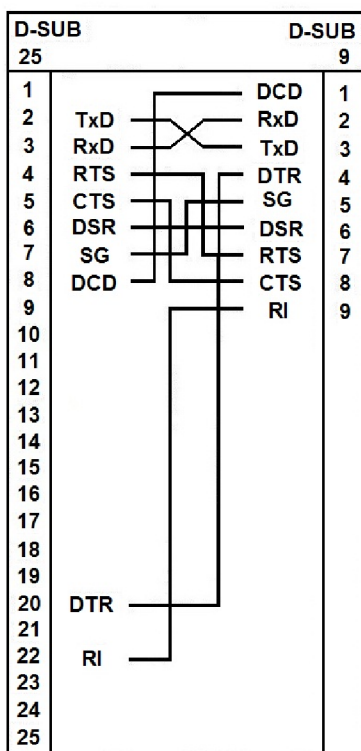 D-SUB D-SUB
25 9
1 DCD 1
2 TxD RxD 2
3 RxD TxD 3
4 RTS DTR 4
5 CTS SG 5
6 DSR DSR 6
7 SG RTS 7
8 DCD CTS 8
9 RI 9
10
11
12
13
14
15
16
17
18
19
20 DTR
21
22 RI
23
24
25